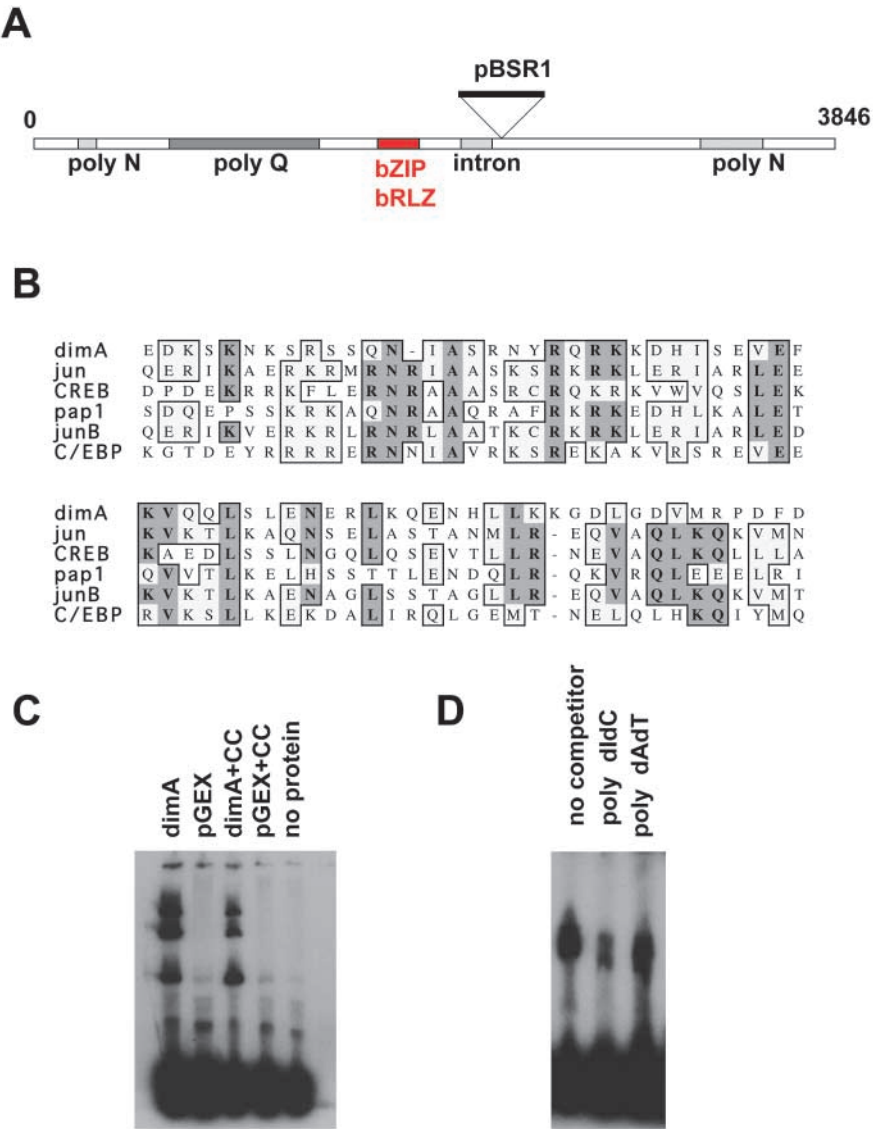 A
pBSR1
0
3846
poly N poly Q bZIP intron poly N
bRLZ
B
dimA E D K S K N K S R S S Q N - I A S R N Y R Q R K K D H I S E V E F
jun Q E R I K A E R K R M R N R I A A S K S R K R K L E R I A R L E E
CREB D P D E K R R K F L E R N R A A A S R C R Q K R K V W V Q S L E K
pap1 S D Q E P S S K R K A Q N R A A Q R A F R K R K E D H L K A L E T
junB Q E R I K V E R K R L R N R L A A T K C R K R K L E R I A R L E D
C/EBP K G T D E Y R R R R E R N N I A V R K S R E K A K V R S R E V E E
dimA K V Q Q L S L E N E R L K Q E N H L L K K G D L G D V M R P D F D
jun K V K T L K A Q N S E L A S T A N M L R - E Q V A Q L K Q K V M N
CREB K A E D L S S L N G Q L Q S E V T L L R - N E V A Q L K Q L L L A
pap1 Q V V T L K E L H S S T T L E N D Q L R - Q K V R Q L E E E L R I
junB K V K T L K A E N A G L S S T A G L L R - E Q V A Q L K Q K V M T
C/EBP R V K S L L K E K D A L I R Q L G E M T - N E L Q L H K Q I Y M Q
C
dimA
pGEX
dimA+CC
pGEX+CC
no protein
D
no competitor
poly dIdC
poly dAdT